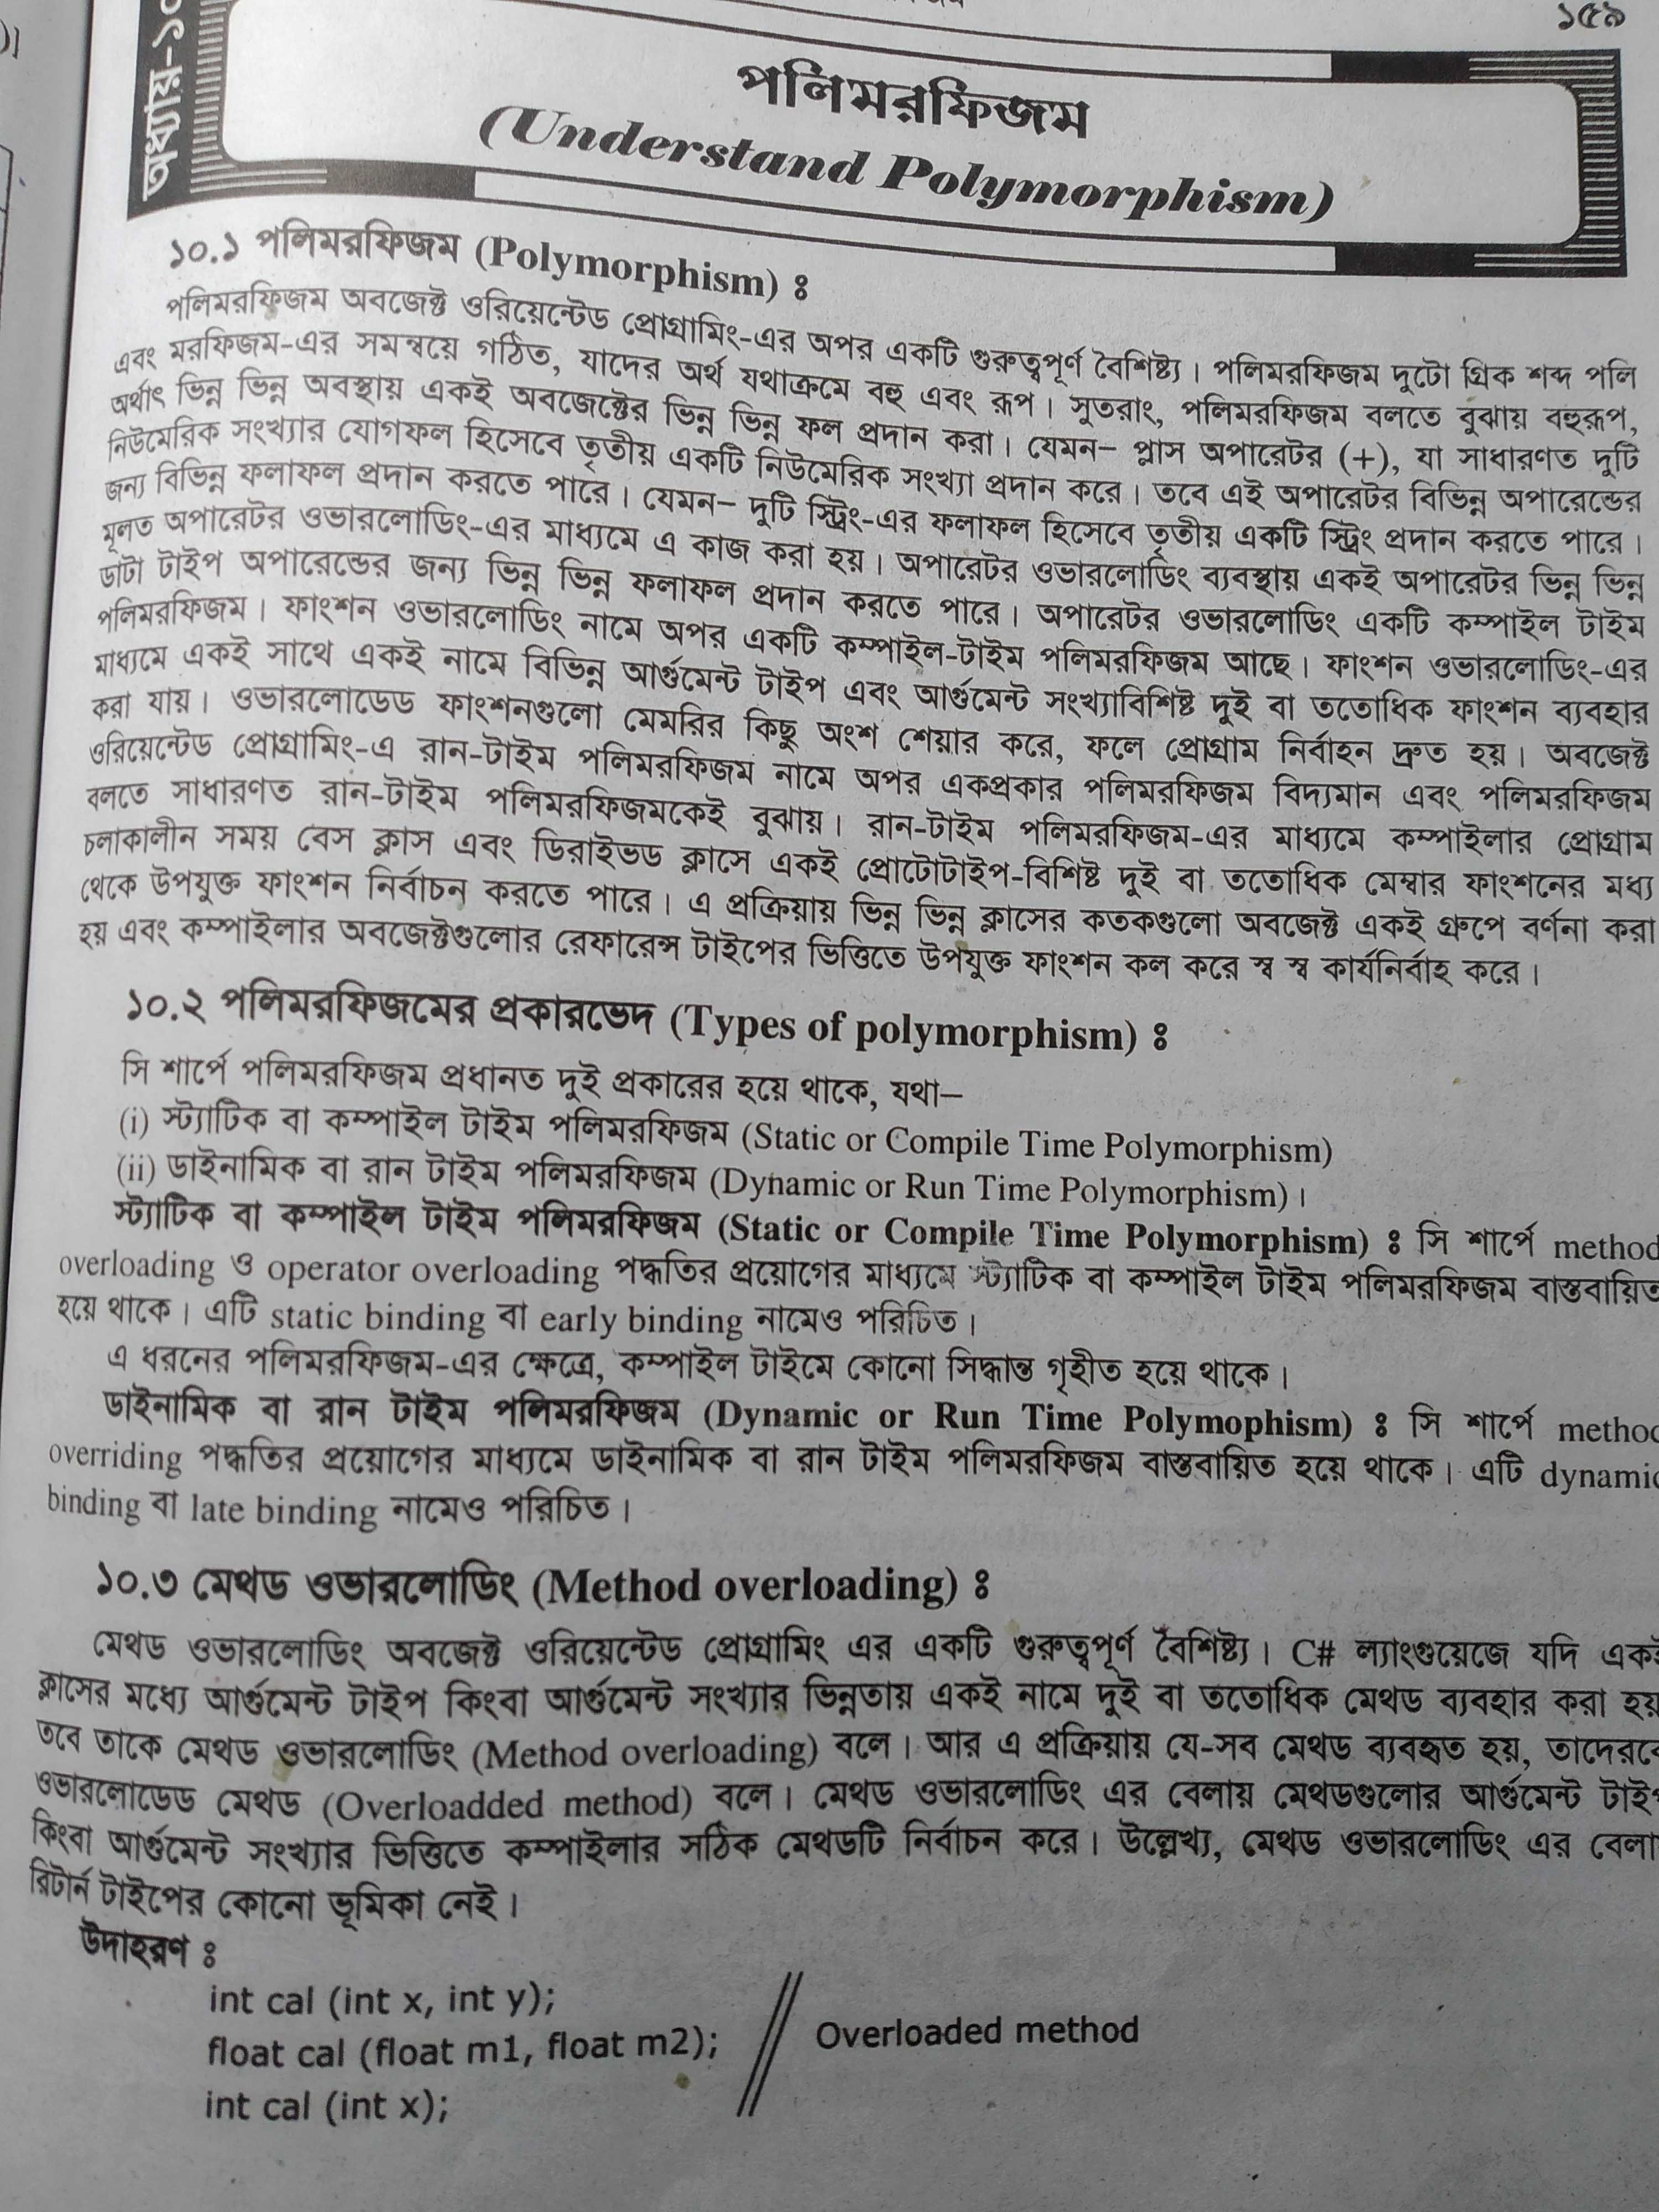 ১৫৯
অধ্যায়-১০
পলিমরফিজম
(Understand Polymorphism)
১০.১ পলিমরফিজম (Polymorphism) ঃ
পলিমরফিজম অবজেক্ট ওরিয়েন্টেড প্রোগ্রামিং-এর অপর একটি গুরুত্বপূর্ণ বৈশিষ্ট্য। পলিমরফিজম দুটো গ্রিক শব্দ পলি
এবং মরফিজম-এর সমন্বয়ে গঠিত, যাদের অর্থ যথাক্রমে বহু এবং রূপ। সুতরাং, পলিমরফিজম বলতে বুঝায় বহুরূপ,
অর্থাৎ ভিন্ন ভিন্ন অবস্থায় একই অবজেক্টের ভিন্ন ভিন্ন ফল প্রদান করা। যেমন– প্লাস অপারেটর (+), যা সাধারণত দুটি
নিউমেরিক সংখ্যার যোগফল হিসেবে তৃতীয় একটি নিউমেরিক সংখ্যা প্রদান করে। তবে এই অপারেটর বিভিন্ন অপারেন্ডের
জন্য বিভিন্ন ফলাফল প্রদান করতে পারে। যেমন– দুটি স্ট্রিং-এর ফলাফল হিসেবে তৃতীয় একটি স্ট্রিং প্রদান করতে পারে।
মূলত অপারেটর ওভারলোডিং-এর মাধ্যমে এ কাজ করা হয়। অপারেটর ওভারলোডিং ব্যবস্থায় একই অপারেটর ভিন্ন ভিন্ন
ডাটা টাইপ অপারেন্ডের জন্য ভিন্ন ভিন্ন ফলাফল প্রদান করতে পারে। অপারেটর ওভারলোডিং একটি কম্পাইল টাইম
পলিমরফিজম। ফাংশন ওভারলোডিং নামে অপর একটি কম্পাইল-টাইম পলিমরফিজম আছে। ফাংশন ওভারলোডিং-এর
মাধ্যমে একই সাথে একই নামে বিভিন্ন আর্গুমেন্ট টাইপ এবং আর্গুমেন্ট সংখ্যাবিশিষ্ট দুই বা ততোধিক ফাংশন ব্যবহার
করা যায়। ওভারলোডেড ফাংশনগুলো মেমরির কিছু অংশ শেয়ার করে, ফলে প্রোগ্রাম নির্বাহন দ্রুত হয়। অবজেক্ট
ওরিয়েন্টেড প্রোগ্রামিং-এ রান-টাইম পলিমরফিজম নামে অপর একপ্রকার পলিমরফিজম বিদ্যমান এবং পলিমরফিজম
বলতে সাধারণত রান-টাইম পলিমরফিজমকেই বুঝায়। রান-টাইম পলিমরফিজম-এর মাধ্যমে কম্পাইলার প্রোগ্রাম
চলাকালীন সময় বেস ক্লাস এবং ডিরাইভড ক্লাসে একই প্রোটোটাইপ-বিশিষ্ট দুই বা ততোধিক মেম্বার ফাংশনের মধ্য
থেকে উপযুক্ত ফাংশন নির্বাচন করতে পারে। এ প্রক্রিয়ায় ভিন্ন ভিন্ন ক্লাসের কতকগুলো অবজেক্ট একই গ্রুপে বর্ণনা করা
হয় এবং কম্পাইলার অবজেক্টগুলোর রেফারেন্স টাইপের ভিত্তিতে উপযুক্ত ফাংশন কল করে স্ব স্ব কার্যনির্বাহ করে।
১০.২ পলিমরফিজমের প্রকারভেদ (Types of polymorphism) ঃ
সি শার্পে পলিমরফিজম প্রধানত দুই প্রকারের হয়ে থাকে, যথা–
(i) স্ট্যাটিক বা কম্পাইল টাইম পলিমরফিজম (Static or Compile Time Polymorphism)
(ii) ডাইনামিক বা রান টাইম পলিমরফিজম (Dynamic or Run Time Polymorphism)।
স্ট্যাটিক বা কম্পাইল টাইম পলিমরফিজম (Static or Compile Time Polymorphism) ঃ সি শার্পে method
overloading ও operator overloading পদ্ধতির প্রয়োগের মাধ্যমে স্ট্যাটিক বা কম্পাইল টাইম পলিমরফিজম বাস্তবায়িত
হয়ে থাকে। এটি static binding বা early binding নামেও পরিচিত।
এ ধরনের পলিমরফিজম-এর ক্ষেত্রে, কম্পাইল টাইমে কোনো সিদ্ধান্ত গৃহীত হয়ে থাকে।
ডাইনামিক বা রান টাইম পলিমরফিজম (Dynamic or Run Time Polymophism) ঃ সি শার্পে method
overriding পদ্ধতির প্রয়োগের মাধ্যমে ডাইনামিক বা রান টাইম পলিমরফিজম বাস্তবায়িত হয়ে থাকে। এটি dynamic
binding বা late binding নামেও পরিচিত।
১০.৩ মেথড ওভারলোডিং (Method overloading) ঃ
মেথড ওভারলোডিং অবজেক্ট ওরিয়েন্টেড প্রোগ্রামিং এর একটি গুরুত্বপূর্ণ বৈশিষ্ট্য। C# ল্যাংগুয়েজে যদি একই
ক্লাসের মধ্যে আর্গুমেন্ট টাইপ কিংবা আর্গুমেন্ট সংখ্যার ভিন্নতায় একই নামে দুই বা ততোধিক মেথড ব্যবহার করা হয়
তবে তাকে মেথড ওভারলোডিং (Method overloading) বলে। আর এ প্রক্রিয়ায় যে-সব মেথড ব্যবহৃত হয়, তাদেরকে
ওভারলোডেড মেথড (Overloadded method) বলে। মেথড ওভারলোডিং এর বেলায় মেথডগুলোর আর্গুমেন্ট টাইপ
কিংবা আর্গুমেন্ট সংখ্যার ভিত্তিতে কম্পাইলার সঠিক মেথডটি নির্বাচন করে। উল্লেখ্য, মেথড ওভারলোডিং এর বেলা
রিটার্ন টাইপের কোনো ভূমিকা নেই।
উদাহরণ ঃ
int cal (int x, int y);
float cal (float m1, float m2); // Overloaded method
int cal (int x);